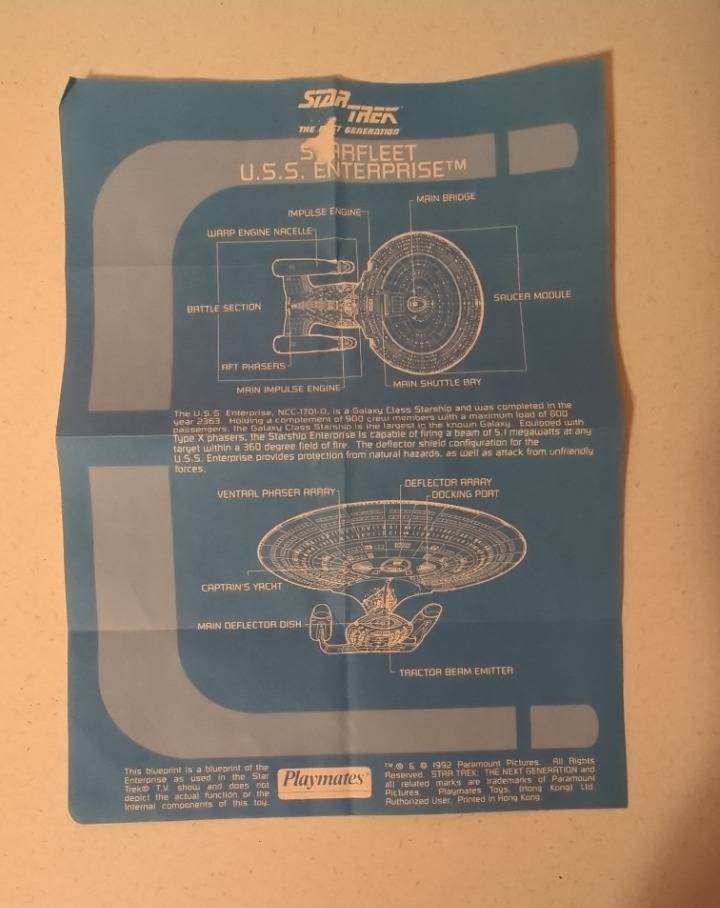 STAR
TREK
THE NEXT GENERATION
STARFLEET
U.S.S. ENTERPRISE™
MAIN BRIDGE
IMPULSE ENGINE
WARP ENGINE NACELLE
BATTLE SECTION
SAUCER MODULE
AFT PHASERS
MAIN IMPULSE ENGINE
MAIN SHUTTLE BAY
The U.S.S. Enterprise, NCC-1701-D, is a Galaxy Class Starship and was completed in the
year 2363. Holding a complement of 900 crew members with a maximum load of 600
passengers, the Galaxy Class Starship is the largest in the known Galaxy. Equipped with
Type X phasers, the Starship Enterprise is capable of firing a beam of 5.1 megawatts at any
target within a 360 degree field of fire. The deflector shield configuration for the
U.S.S. Enterprise provides protection from natural hazards, as well as attack from unfriendly
forces.
VENTRAL PHASER ARRAY
DEFLECTOR ARRAY
DOCKING PORT
CAPTAIN'S YACHT
MAIN DEFLECTOR DISH
TRACTOR BEAM EMITTER
This blueprint is a blueprint of the
Enterprise as used in the Star
Trek® T.V. show and does not
depict the actual function or the
internal components of this toy.
Playmates®
™,® & © 1992 Paramount Pictures. All Rights
Reserved. STAR TREK: THE NEXT GENERATION and
all related marks are trademarks of Paramount
Pictures. Playmates Toys, (Hong Kong) Ltd.
Authorized User. Printed in Hong Kong.